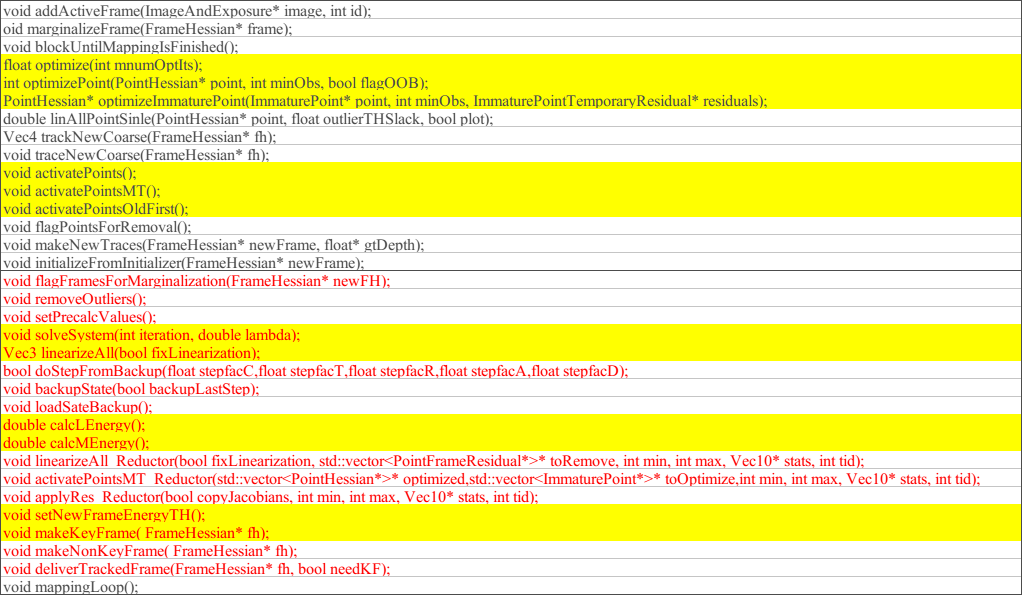 void addActiveFrame(ImageAndExposure* image, int id);
oid marginalizeFrame(FrameHessian* frame);
void blockUntilMappingIsFinished();
float optimize(int mnumOptIts);
int optimizePoint(PointHessian* point, int minObs, bool flagOOB);
PointHessian* optimizeImmaturePoint(ImmaturePoint* point, int minObs, ImmaturePointTemporaryResidual* residuals);
double linAllPointSinle(PointHessian* point, float outlierTHSlack, bool plot);
Vec4 trackNewCoarse(FrameHessian* fh);
void traceNewCoarse(FrameHessian* fh);
void activatePoints();
void activatePointsMT();
void activatePointsOldFirst();
void flagPointsForRemoval();
void makeNewTraces(FrameHessian* newFrame, float* gtDepth);
void initializeFromInitializer(FrameHessian* newFrame);
void flagFramesForMarginalization(FrameHessian* newFH);
void removeOutliers();
void setPrecalcValues();
void solveSystem(int iteration, double lambda);
Vec3 linearizeAll(bool fixLinearization);
bool doStepFromBackup(float stepfacC,float stepfacT,float stepfacR,float stepfacA,float stepfacD);
void backupState(bool backupLastStep);
void loadSateBackup();
double calcLEnergy();
double calcMEnergy();
void linearizeAll_Reductor(bool fixLinearization, std::vector<PointFrameResidual*>* toRemove, int min, int max, Vec10* stats, int tid);
void activatePointsMT_Reductor(std::vector<PointHessian*>* optimized,std::vector<ImmaturePoint*>* toOptimize,int min, int max, Vec10* stats, int tid);
void applyRes_Reductor(bool copyJacobians, int min, int max, Vec10* stats, int tid);
void setNewFrameEnergyTH();
void makeKeyFrame( FrameHessian* fh);
void makeNonKeyFrame( FrameHessian* fh);
void deliverTrackedFrame(FrameHessian* fh, bool needKF);
void mappingLoop();